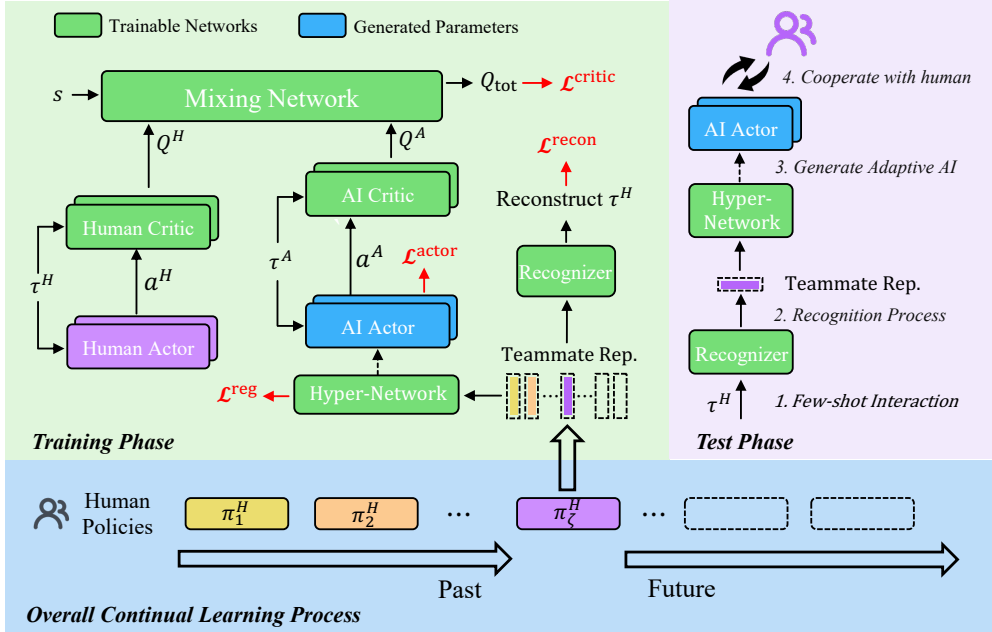 Trainable Networks
Generated Parameters
s
Mixing Network
Q_tot
ℒ^critic
Q^H
Q^A
ℒ^recon
Reconstruct τ^H
Human Critic
AI Critic
τ^H
a^H
τ^A
a^A
ℒ^actor
Recognizer
Human Actor
AI Actor
Teammate Rep.
ℒ^reg
Hyper-Network
Training Phase
4. Cooperate with human
AI Actor
3. Generate Adaptive AI
Hyper-
Network
Teammate Rep.
2. Recognition Process
Recognizer
τ^H
1. Few-shot Interaction
Test Phase
Human
Policies
π_1^H
π_2^H
...
π_ζ^H
...
Past
Future
Overall Continual Learning Process